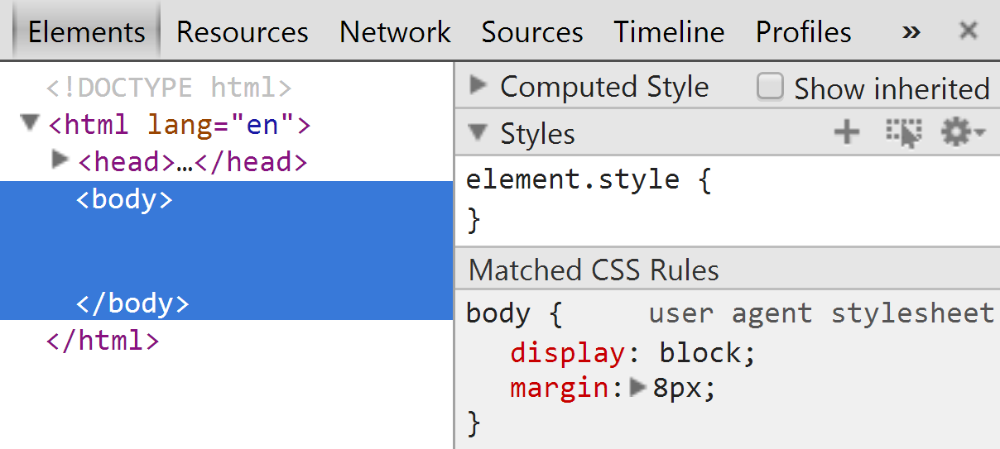 Elements Resources Network Sources Timeline Profiles » ×
<!DOCTYPE html>
<html lang="en">
<head>…</head>
<body>
</body>
</html>
Computed Style Show inherited
Styles
element.style {
}
Matched CSS Rules
body { user agent stylesheet
display: block;
margin: 8px;
}